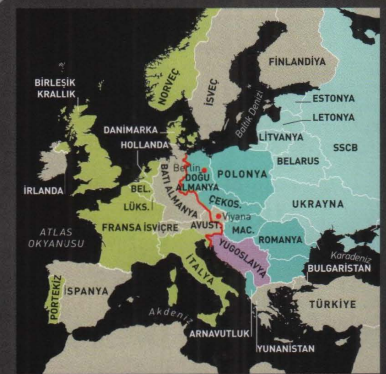 FİNLANDİYA
NORVEÇ
İSVEÇ
BİRLEŞİK
KRALLIK
ESTONYA
LETONYA
Baltık Denizi
DANİMARKA
LİTVANYA
SSCB
HOLLANDA
Berlin
BELARUS
DOĞU
ALMANYA
POLONYA
BATI ALMANYA
İRLANDA
BEL.
ÇEKOS.
UKRAYNA
LÜKS.
Viyana
ATLAS
OKYANUSU
FRANSA
İSVİÇRE
AVUST.
MAC.
ROMANYA
YUGOSLAVYA
Karadeniz
BULGARİSTAN
İTALYA
PORTEKİZ
İSPANYA
TÜRKİYE
Akdeniz
ARNAVUTLUK
YUNANİSTAN